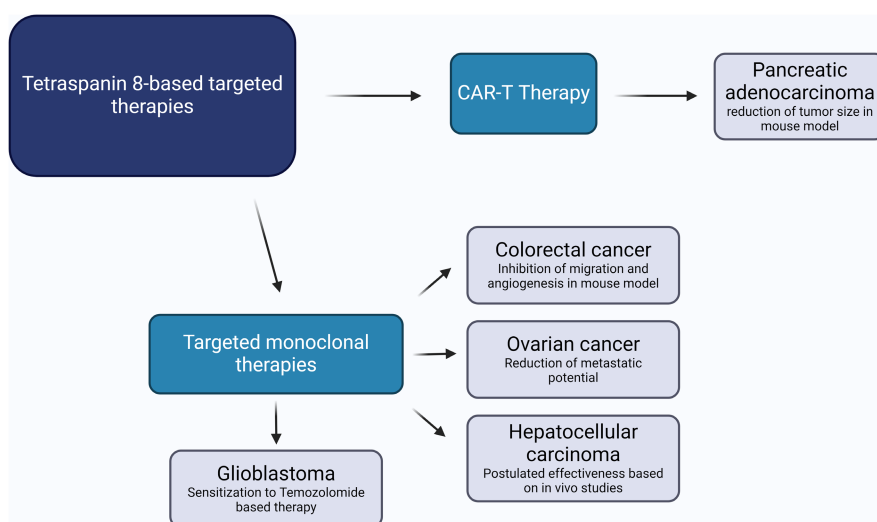 Tetraspanin 8-based targeted
therapies
CAR-T Therapy
Pancreatic
adenocarcinoma
reduction of tumor size in
mouse model
Colorectal cancer
Inhibition of migration and
angiogenesis in mouse model
Targeted monoclonal
therapies
Ovarian cancer
Reduction of metastatic
potential
Hepatocellular
carcinoma
Postulated effectiveness based
on in vivo studies
Glioblastoma
Sensitization to Temozolomide
based therapy